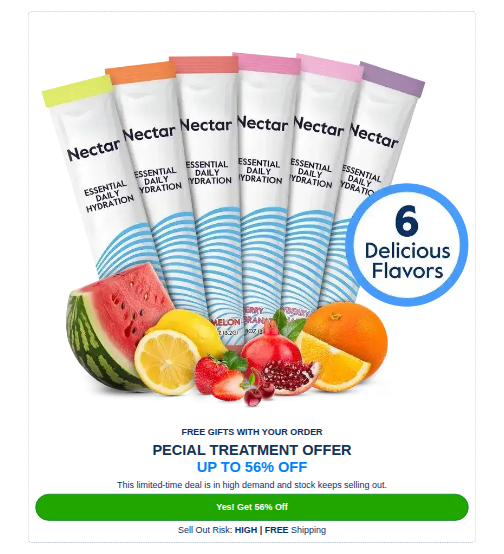 Nectar
ESSENTIAL
DAILY
HYDRATION
Nectar
ESSENTIAL
DAILY
HYDRATION
Nectar
ESSENTIAL
DAILY
HYDRATION
Nectar
ESSENTIAL
DAILY
HYDRATION
Nectar
ESSENTIAL
DAILY
HYDRATION
Nectar
ESSENTIAL
DAILY
6
Delicious
Flavors
MELON
FREE GIFTS WITH YOUR ORDER
PECIAL TREATMENT OFFER
UP TO 56% OFF
This limited-time deal is in high demand and stock keeps selling out.
Yes! Get 56% Off
Sell Out Risk: HIGH | FREE Shipping